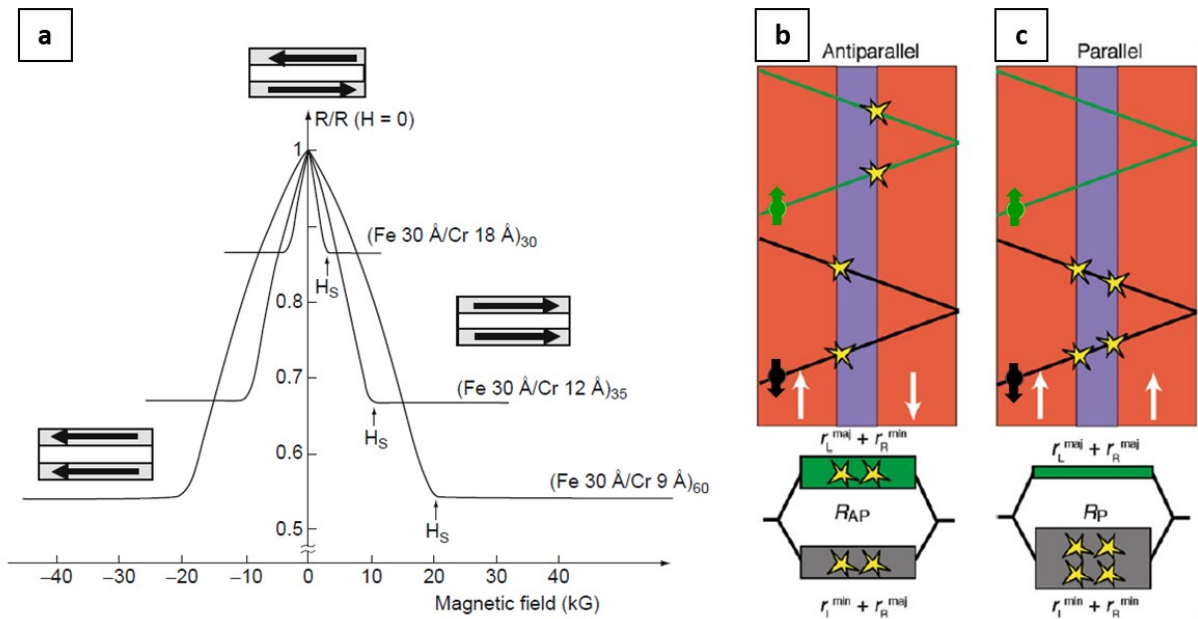 a
R/R (H = 0)
1
0.8
0.7
0.6
0.5
(Fe 30 Å/Cr 18 Å)30
HS
(Fe 30 Å/Cr 12 Å)35
HS
(Fe 30 Å/Cr 9 Å)60
HS
–40 –30 –20 –10 0 10 20 30 40
Magnetic field (kG)
b
Antiparallel
rLmaj + rRmin
RAP
rLmin + rRmaj
c
Parallel
rLmaj + rRmaj
RP
rLmin + rRmin